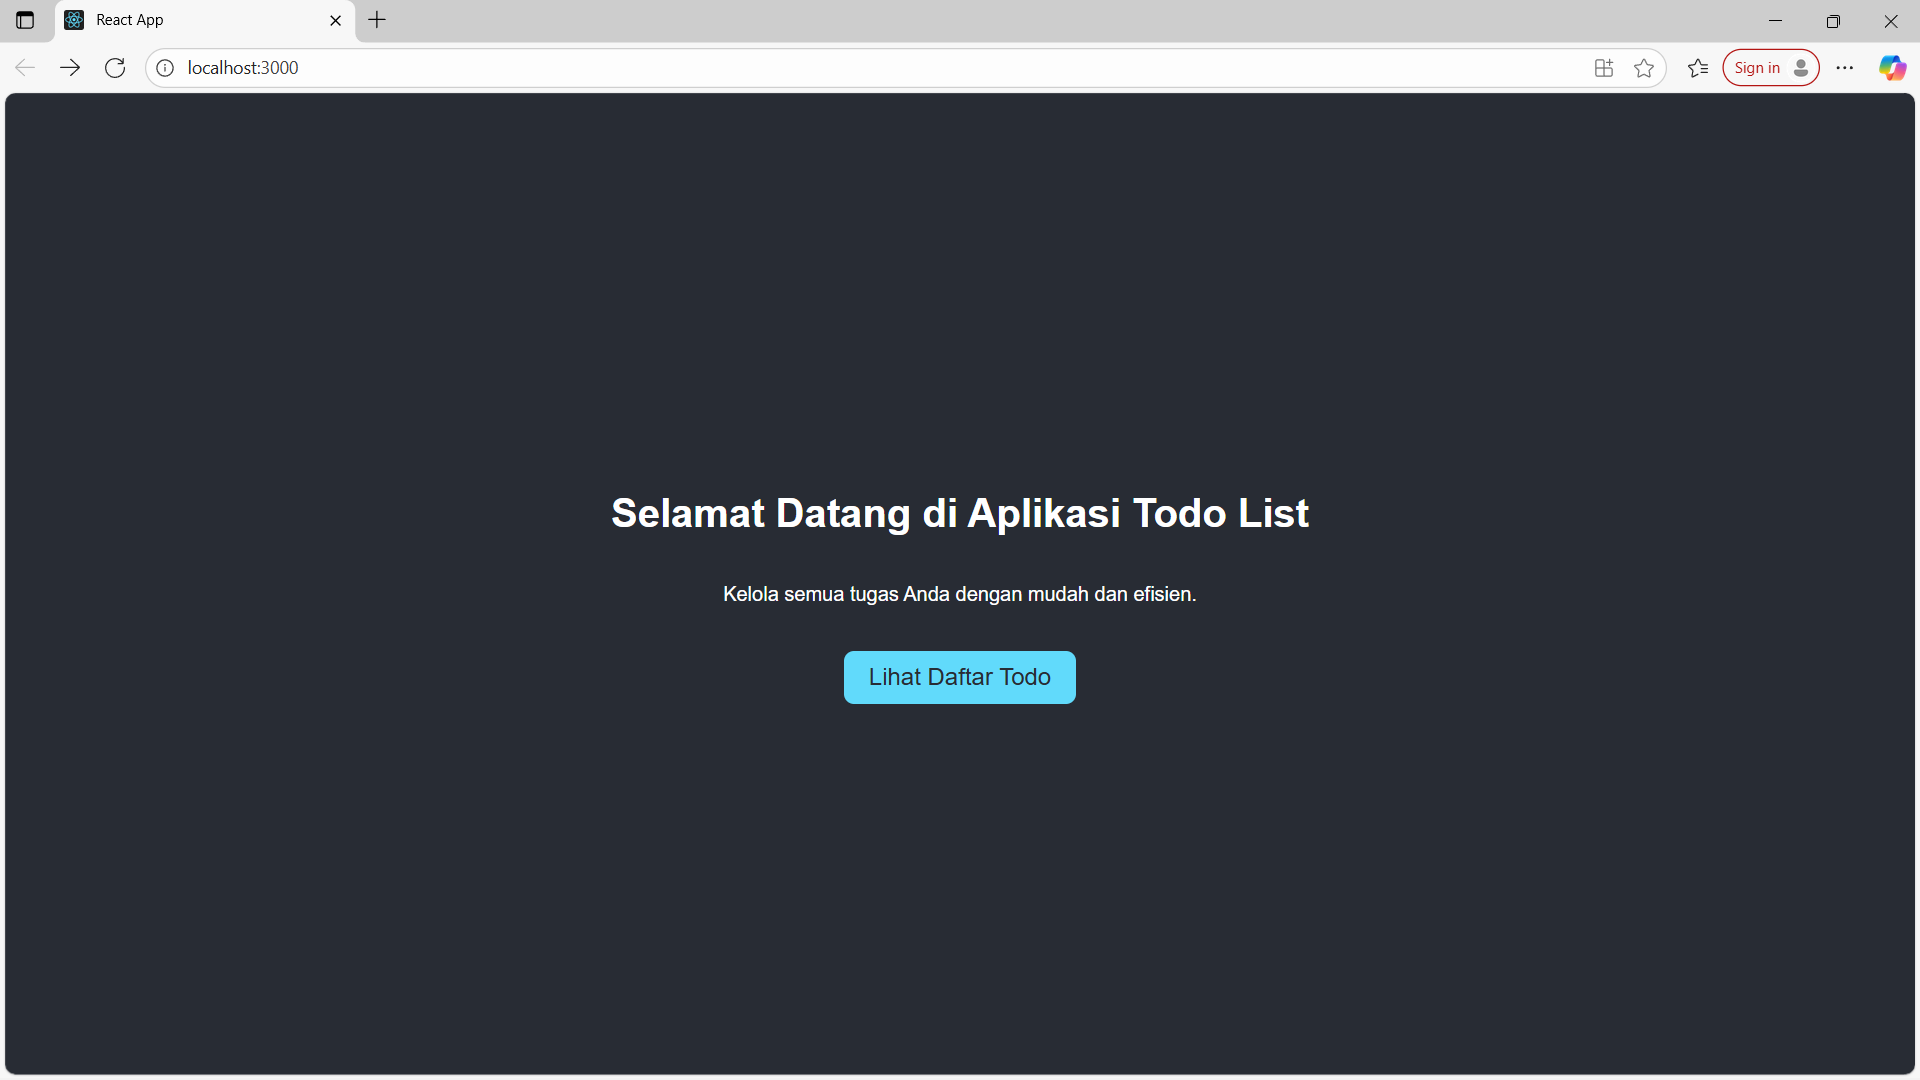 React App
localhost:3000
Sign in
Selamat Datang di Aplikasi Todo List
Kelola semua tugas Anda dengan mudah dan efisien.
Lihat Daftar Todo